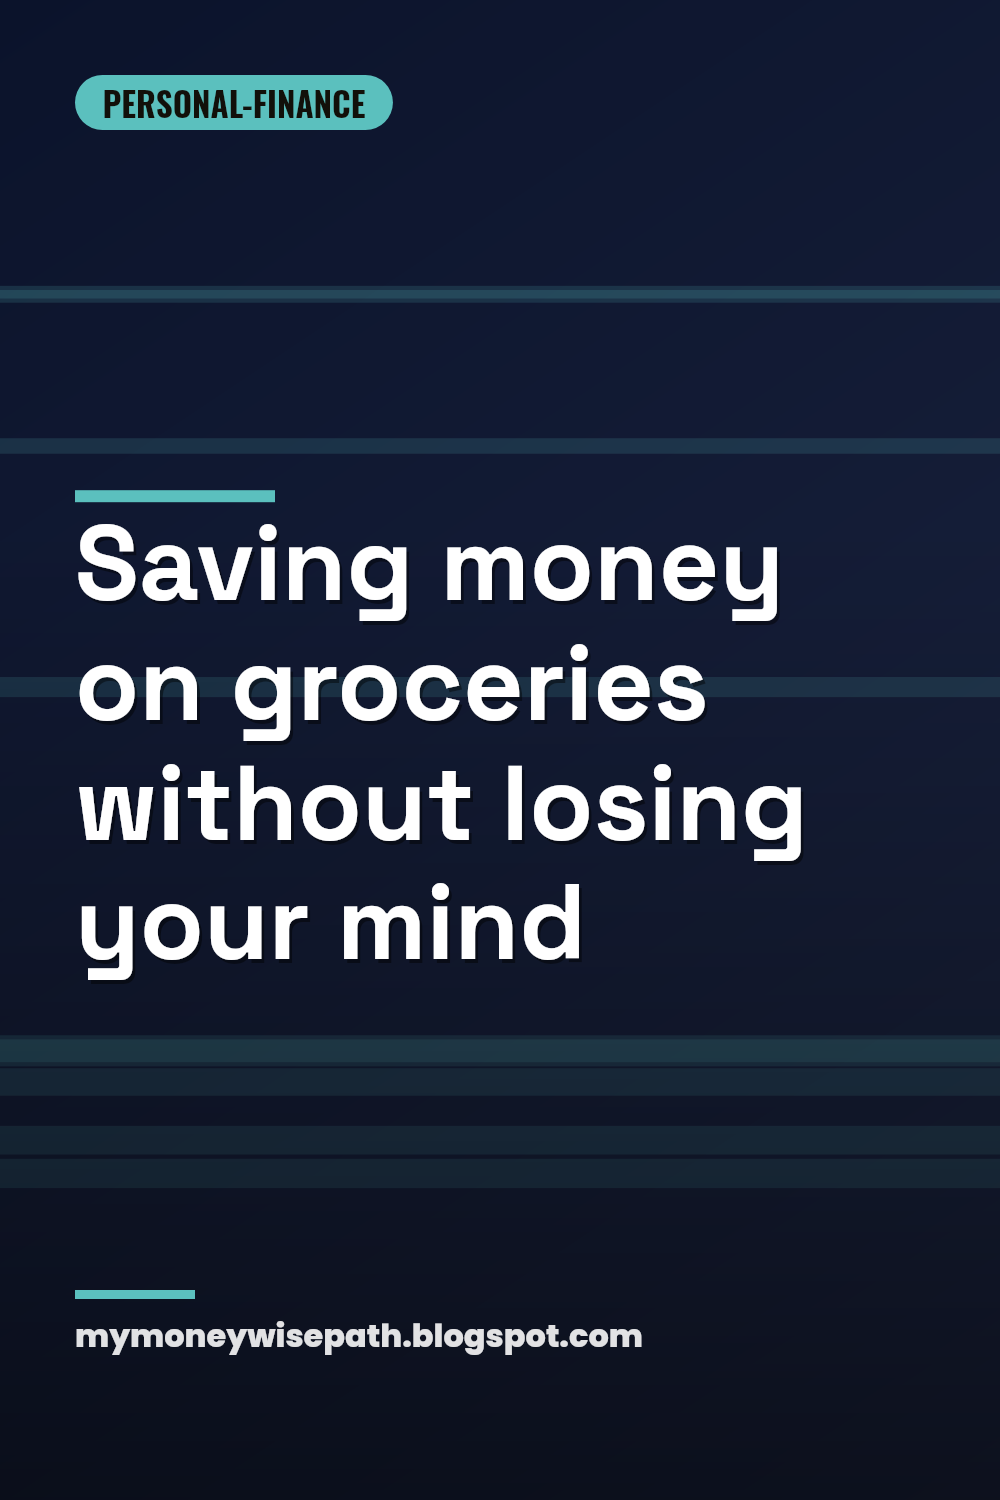 PERSONAL-FINANCE
Saving money
on groceries
without losing
your mind
mymoneywisepath.blogspot.com